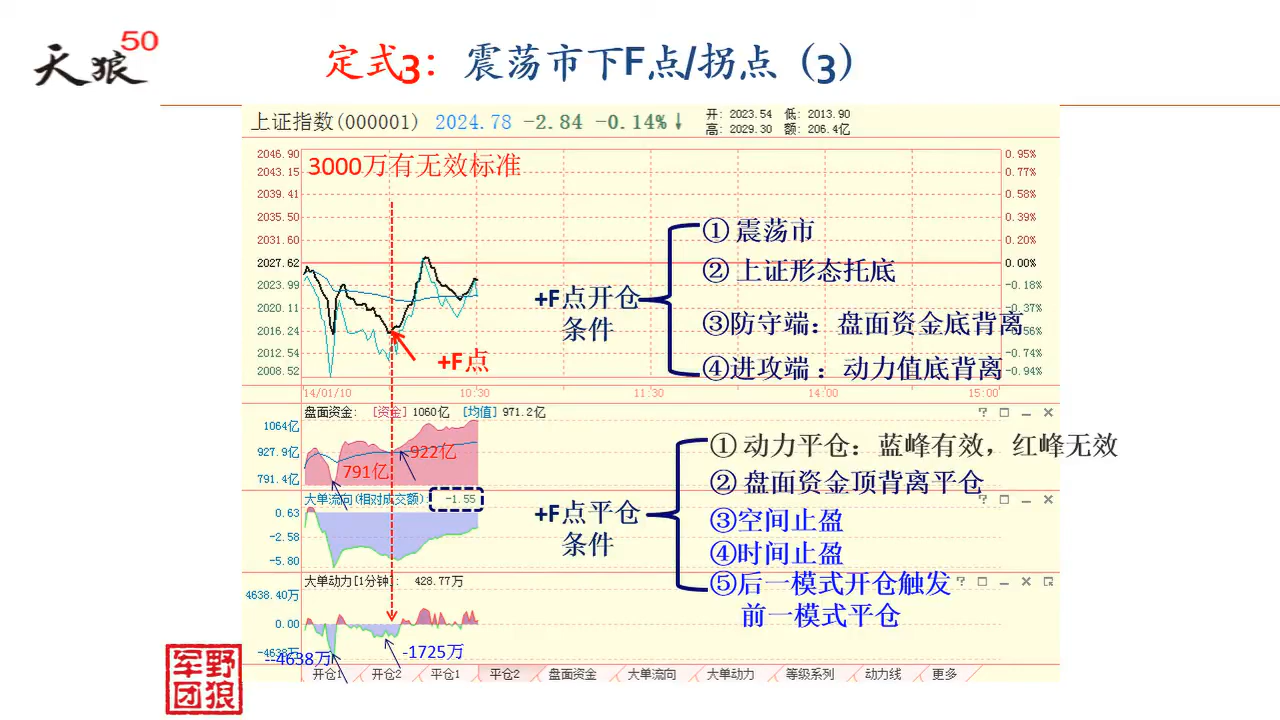 天狼50
定式3：震荡市下F点/拐点（3）
上证指数(000001) 2024.78 -2.84 -0.14%↓ 开: 2023.54 低: 2013.90
高: 2029.30 额: 206.4亿
3000万有无效标准
2046.90 0.95%
2043.15 0.77%
2039.41 0.58%
2035.50 0.39%
2031.60 0.20%
2027.62 0.00%
2023.99 -0.18%
2020.11 -0.37%
2016.24 -0.56%
2012.54 -0.74%
2008.52 -0.94%
+F点
+F点开仓
条件
① 震荡市
② 上证形态托底
③防守端：盘面资金底背离
④进攻端：动力值底背离
14/01/10 10:30 11:30 14:00 15:00
盘面资金: [资金] 1060亿 [均值] 971.2亿
1064亿
927.9亿
791.4亿
791亿
922亿
大单流向(相对成交额): -1.55
0.63
-2.58
-5.80
+F点平仓
条件
① 动力平仓：蓝峰有效，红峰无效
② 盘面资金顶背离平仓
③空间止盈
④时间止盈
⑤后一模式开仓触发
前一模式平仓
大单动力[1分钟]: 428.77万
4638.40万
0.00
-4638万
-1725万
开仓1 开仓2 平仓1 平仓2 盘面资金 大单流向 大单动力 等级系列 动力线 更多
野狼
军团